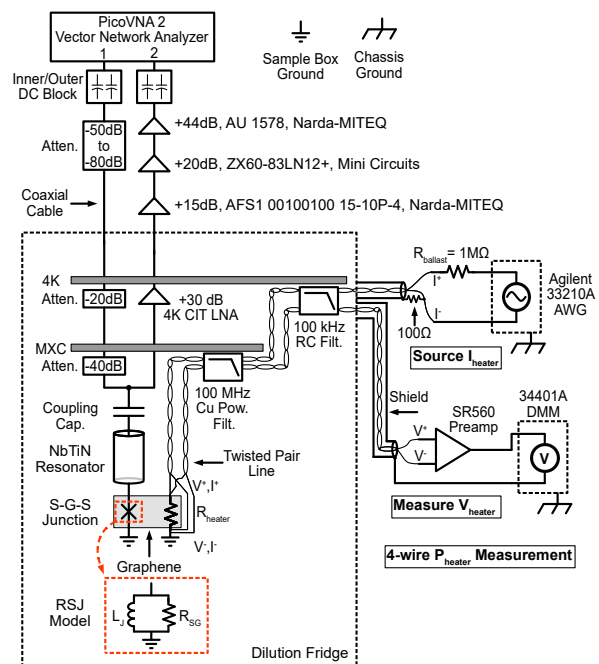 PicoVNA 2
Vector Network Analyzer
1 2
Inner/Outer
DC Block
Sample Box
Ground
Chassis
Ground
+44dB, AU 1578, Narda-MITEQ
Atten.
-50dB
to
-80dB
+20dB, ZX60-83LN12+, Mini Circuits
Coaxial
Cable
+15dB, AFS1 00100100 15-10P-4, Narda-MITEQ
4K
Atten.
-20dB
+30 dB
4K CIT LNA
100 kHz
RC Filt.
R_ballast = 1MΩ
I⁺
I⁻
100Ω
Agilent
33210A
AWG
Source I_heater
MXC
Atten.
-40dB
100 MHz
Cu Pow.
Filt.
Coupling
Cap.
NbTiN
Resonator
Twisted Pair
Line
Shield
SR560
Preamp
V⁺
V⁻
34401A
DMM
V
Measure V_heater
S-G-S
Junction
V⁺,I⁺
R_heater
V⁻,I⁻
Graphene
4-wire P_heater Measurement
RSJ
Model
L_J
R_SG
Dilution Fridge